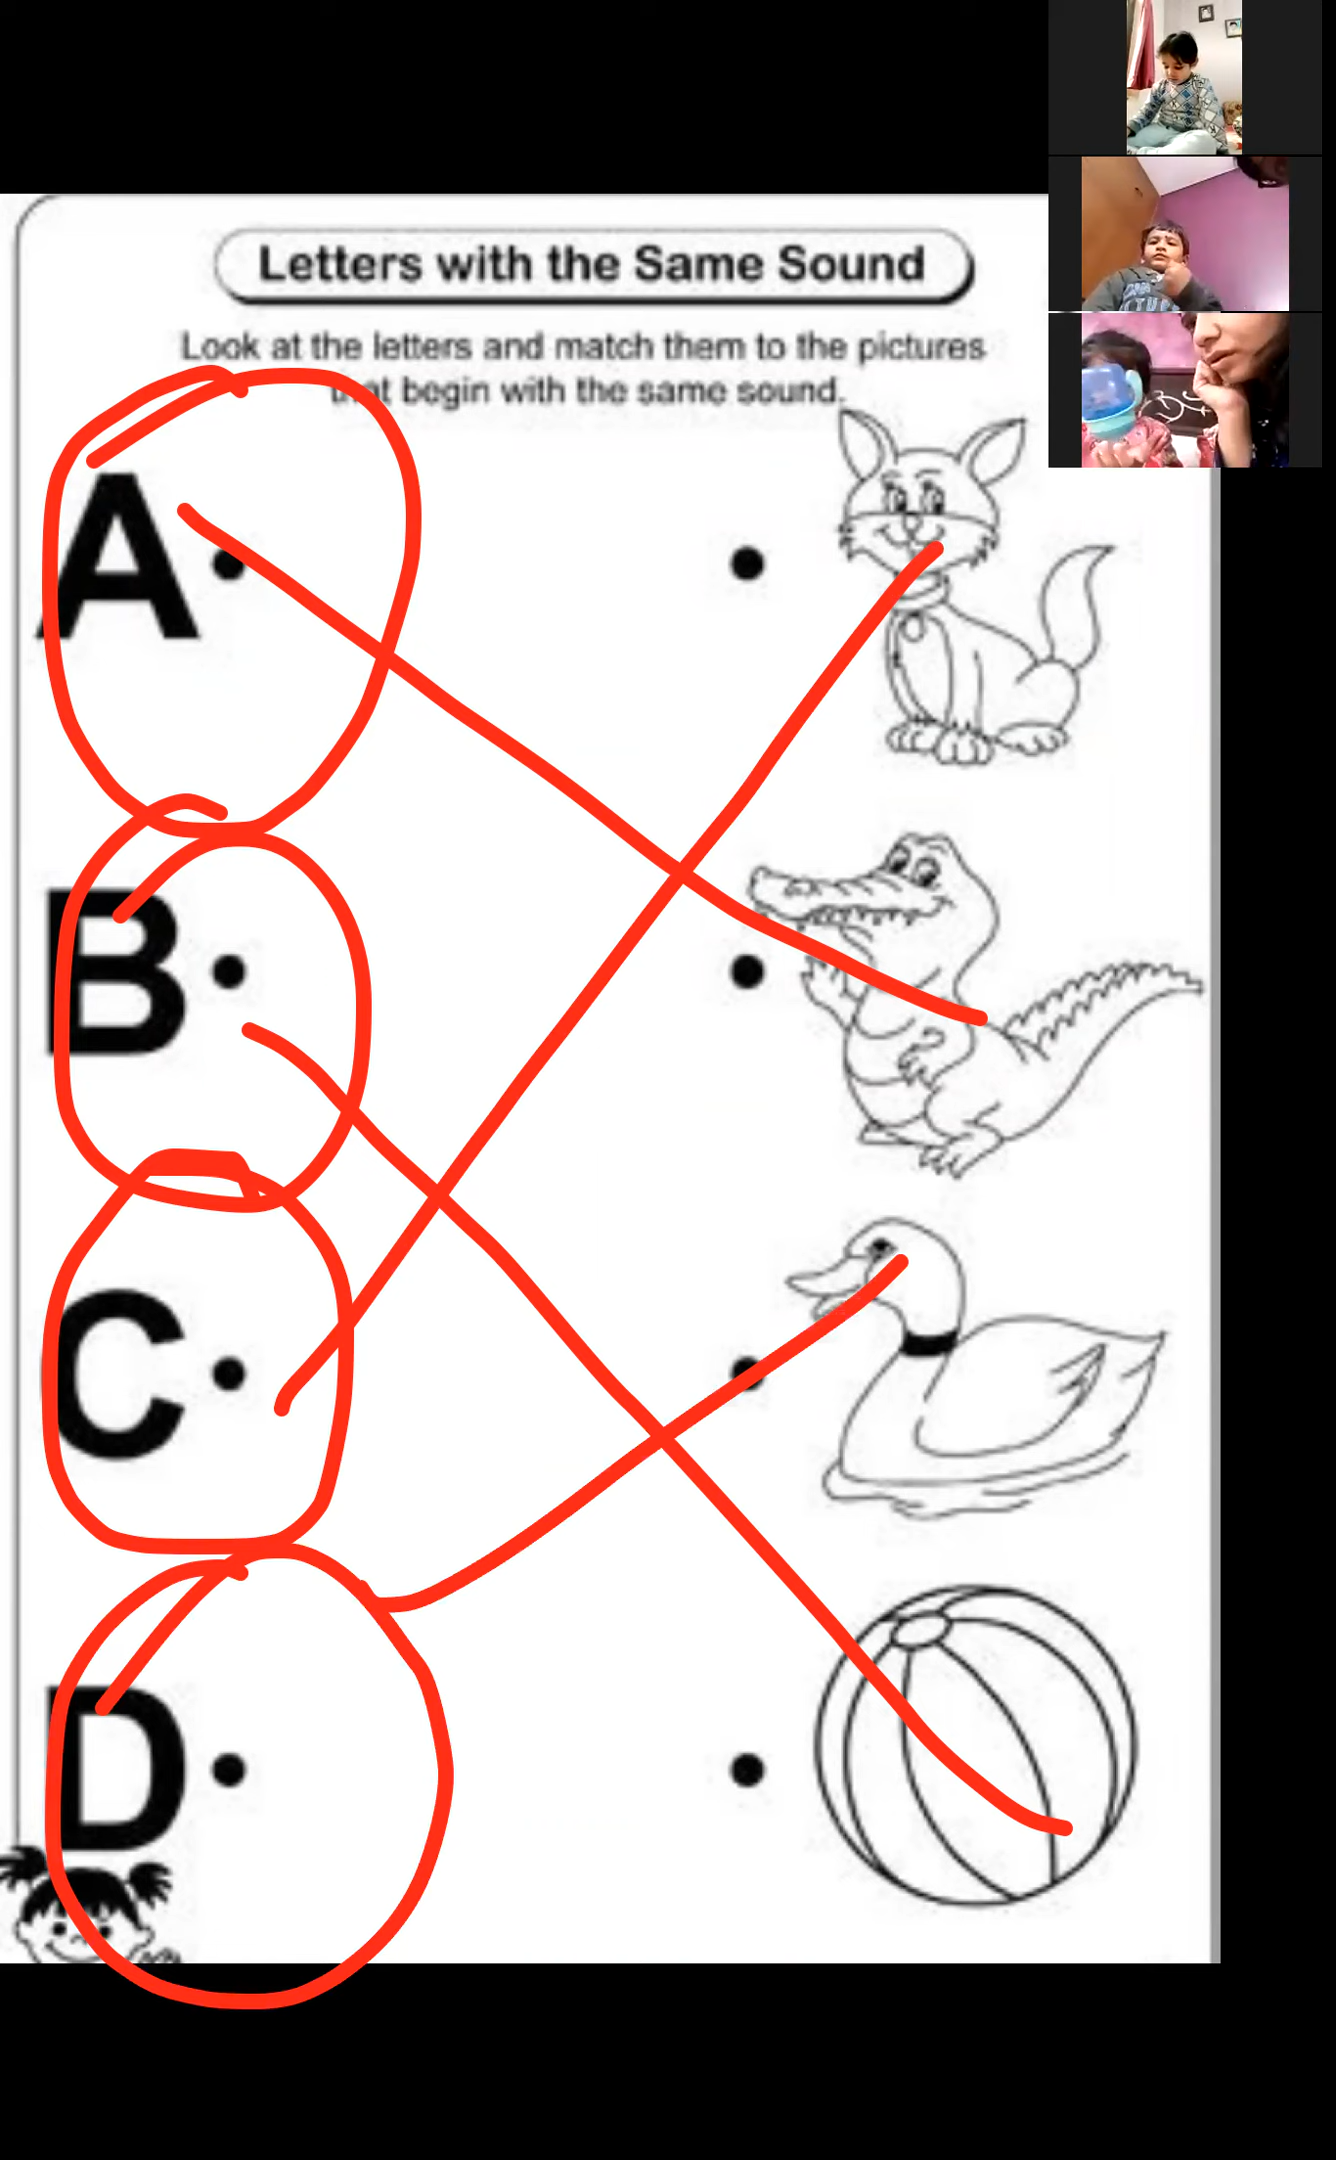 Letters with the Same Sound
Look at the letters and match them to the pictures
that begin with the same sound.
A
B
C
D